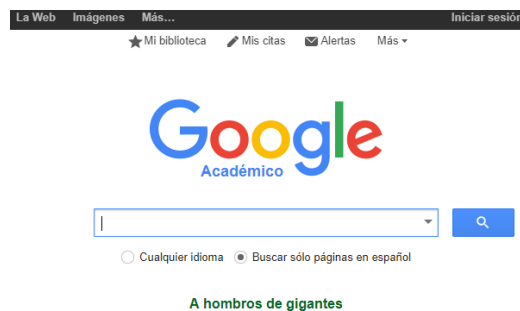 La Web Imágenes Más... Iniciar sesión
Mi biblioteca Mis citas Alertas Más
Google
Académico
Cualquier idioma Buscar sólo páginas en español
A hombros de gigantes